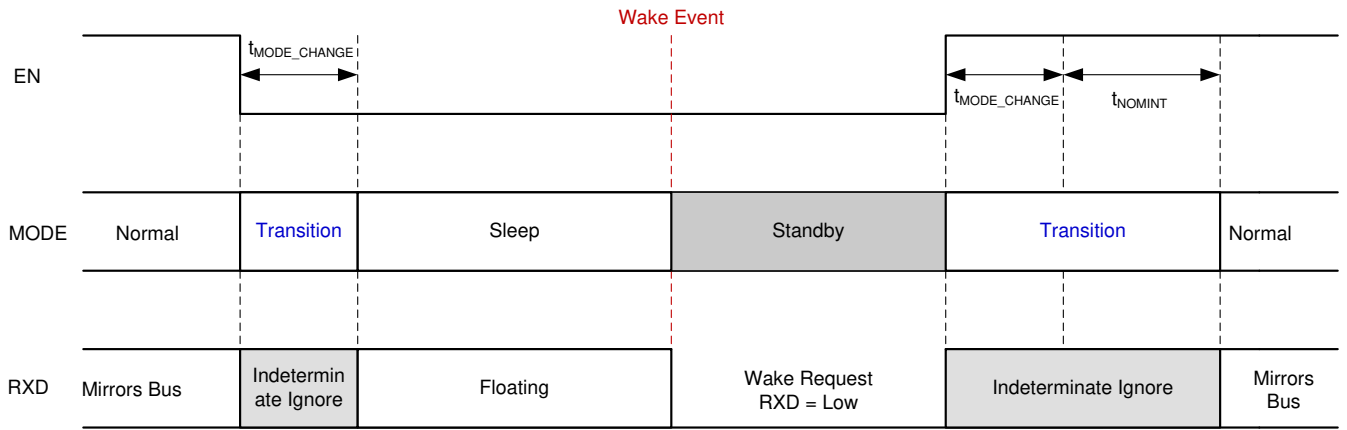 Wake Event
EN
tMODE_CHANGE
tMODE_CHANGE
tNOMINT
MODE
Normal
Transition
Sleep
Standby
Transition
Normal
RXD
Mirrors Bus
Indetermin
ate Ignore
Floating
Wake Request
RXD = Low
Indeterminate Ignore
Mirrors
Bus